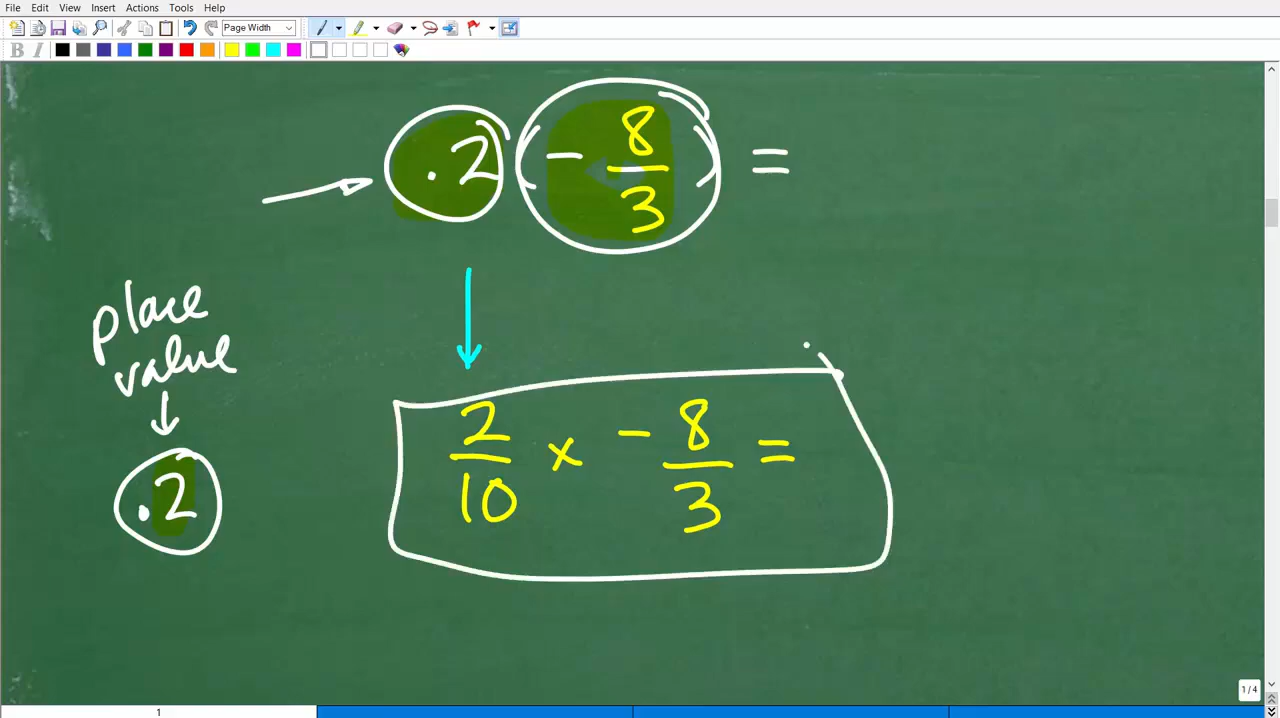 File Edit View Insert Actions Tools Help
Page Width
B I
.2 (- 8/3) =
place
value
.2
2/10 x - 8/3 =
1/4
1